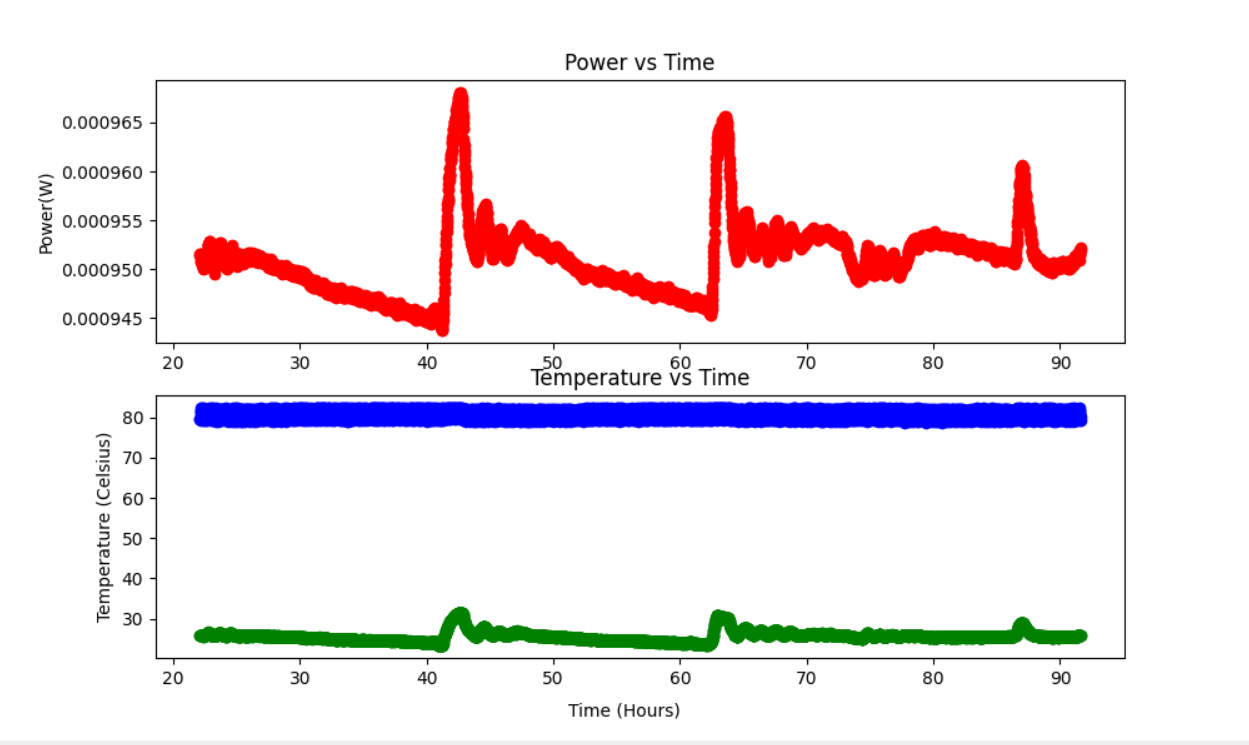 Power vs Time
Power(W)
0.000965
0.000960
0.000955
0.000950
0.000945
20 30 40 50 60 70 80 90
Temperature vs Time
Temperature (Celsius)
80
70
60
50
40
30
20 30 40 50 60 70 80 90
Time (Hours)